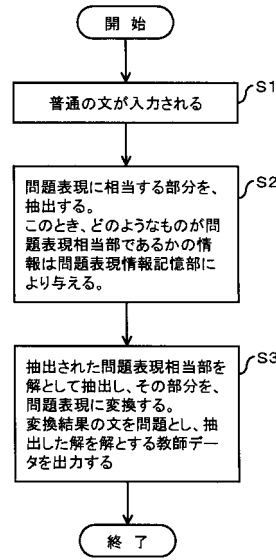 開 始
S1
普通の文が入力される
S2
問題表現に相当する部分を、
抽出する。
このとき、どのようなものが問
題表現相当部であるかの情
報は問題表現情報記憶部に
より与える。
S3
抽出された問題表現相当部を
解として抽出し、その部分を、
問題表現に変換する。
変換結果の文を問題とし、抽
出した解を解とする教師デー
タを出力する
終 了